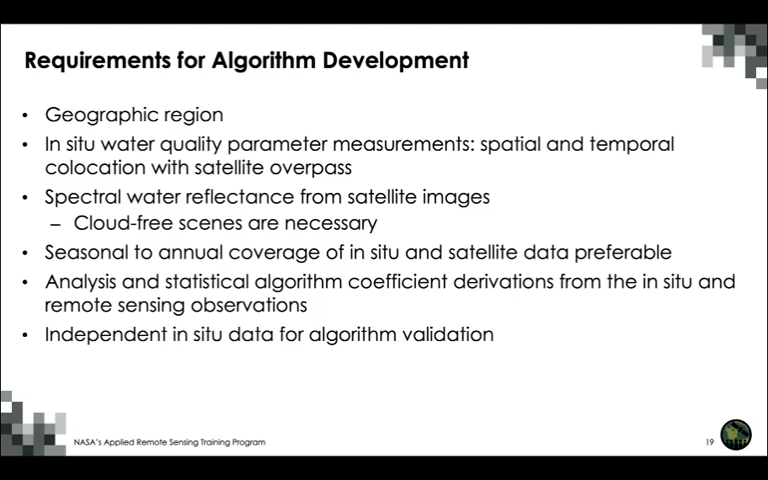 Requirements for Algorithm Development
• Geographic region
• In situ water quality parameter measurements: spatial and temporal
colocation with satellite overpass
• Spectral water reflectance from satellite images
– Cloud-free scenes are necessary
• Seasonal to annual coverage of in situ and satellite data preferable
• Analysis and statistical algorithm coefficient derivations from the in situ and
remote sensing observations
• Independent in situ data for algorithm validation
NASA's Applied Remote Sensing Training Program
19